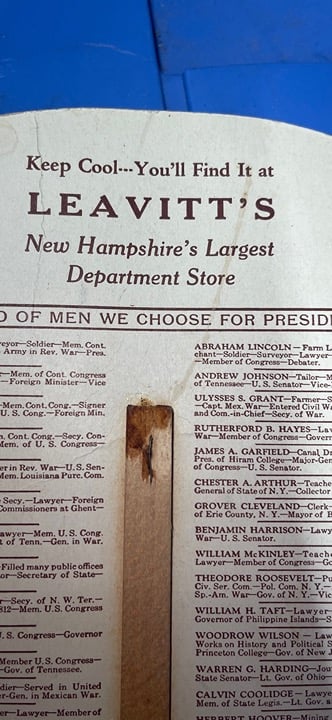 Keep Cool---You'll Find It at
LEAVITT'S
New Hampshire's Largest
Department Store
OF MEN WE CHOOSE FOR PRESID
veyor—Soldier—Mem. Cont.
Army in Rev. War—Pres.
—Mem. of Cont. Congress
—Foreign Minister—Vice
—Mem. Cont. Cong.—Signer
U. S. Cong.—Foreign Min.
m. Cont. Cong.—Secy. Con-
Mem. of U. S. Congress—
er in Rev. War—U. S. Sen-
Mem. Louisiana Purc. Com.
Secy.—Lawyer—Foreign
Commissioners at Ghent—
awyer—Mem. U. S. Cong.
t of Tenn.—Gen. in War.
Filled many public offices
or—Secretary of State—
—Secy. of N. W. Ter.—
812—Mem. U. S. Congress
U. S. Congress—Governor
Member U. S. Congress—
—Gov. of Tennessee.
dier—Served in United
er—Gen. in Mexican War.
r—Lawyer—Member of
ABRAHAM LINCOLN — Farm L
chant—Soldier—Surveyor—Lawyer—
—Member of Congress—Debater.
ANDREW JOHNSON—Tailor—M
of Tennessee—U. S. Senator—Vice-
ULYSSES S. GRANT—Farmer—S
—Capt. Mex. War—Entered Civil Wa
and Com.-in-Chief—Secy. of War.
RUTHERFORD B. HAYES—Law
War—Member of Congress—Gover
JAMES A. GARFIELD—Canal D
Pres. of Hiram College—Major-Gen
of Congress—U. S. Senator.
CHESTER A. ARTHUR—Teache
General of State of N. Y.—Collector
GROVER CLEVELAND—Clerk—
of Erie County, N. Y.—Mayor of B
BENJAMIN HARRISON—Lawy
War—U. S. Senator.
WILLIAM McKINLEY—Teache
Lawyer—Member of Congress—Go
THEODORE ROOSEVELT—Pu
Civ. Ser. Com.—Pol. Com. N. Y.—
Sp.-Am. War—Gov. of N. Y.—Vic
WILLIAM H. TAFT—Lawyer—
Governor of Philippine Islands—S
WOODROW WILSON — Law
Works on History and Political S
Princeton College—Gov. of New J
WARREN G. HARDING—Jou
State Senator—Lt. Gov. of Ohio—
CALVIN COOLIDGE — Lawye
Mem. of State Legis.—Lt. Gov.
HERBERT HOOVER—